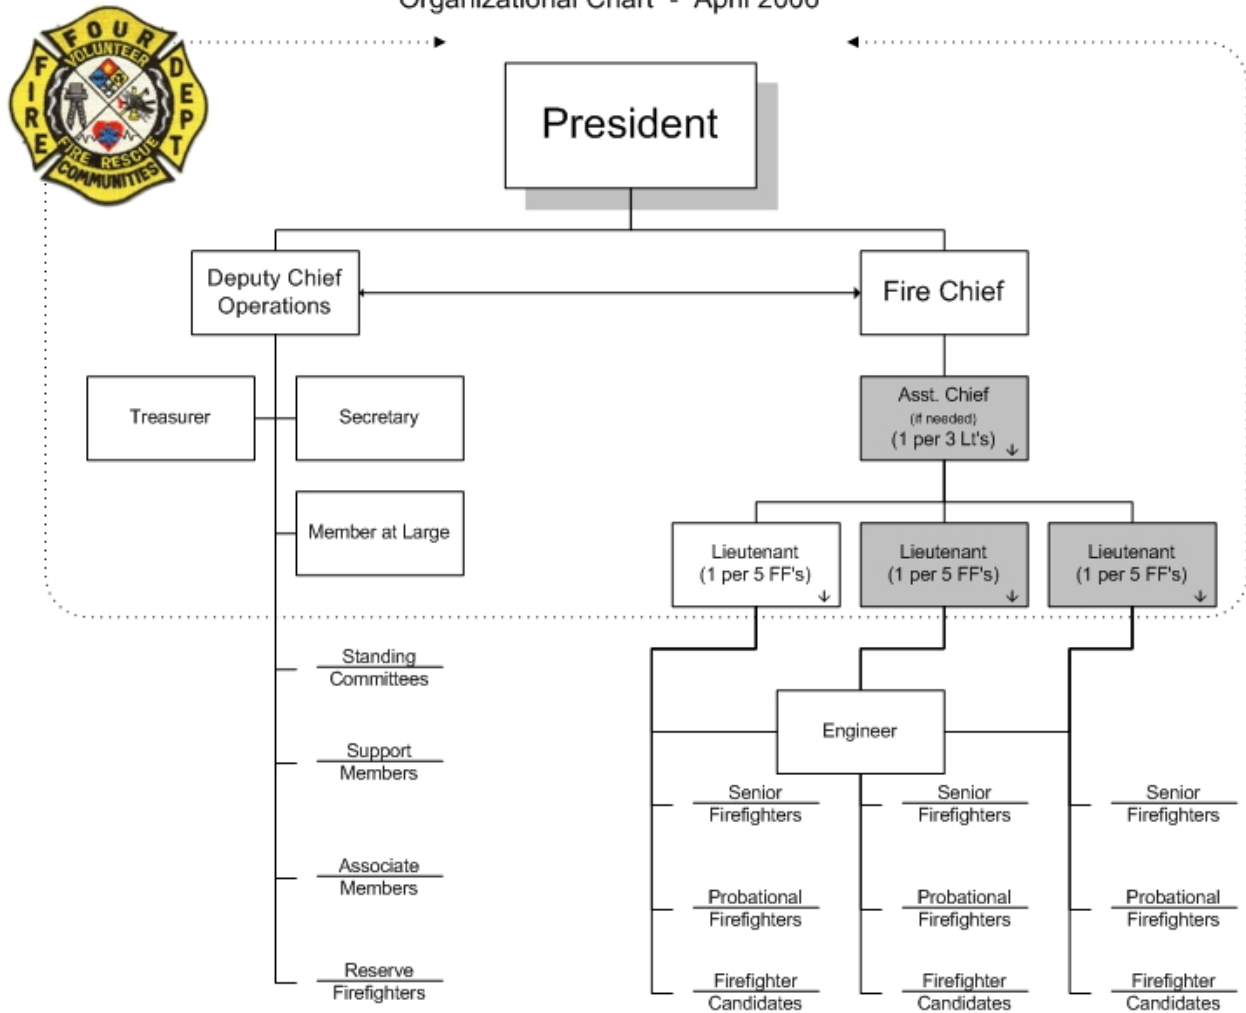 Organizational Chart - April 2006
FOUR
VOLUNTEER
FIRE
DEPT
FIRE RESCUE
COMMUNITIES
President
Deputy Chief
Operations
Fire Chief
Treasurer
Secretary
Asst. Chief
(if needed)
(1 per 3 Lt's)
Member at Large
Lieutenant
(1 per 5 FF's)
Lieutenant
(1 per 5 FF's)
Lieutenant
(1 per 5 FF's)
Standing
Committees
Support
Members
Associate
Members
Reserve
Firefighters
Engineer
Senior
Firefighters
Senior
Firefighters
Senior
Firefighters
Probational
Firefighters
Probational
Firefighters
Probational
Firefighters
Firefighter
Candidates
Firefighter
Candidates
Firefighter
Candidates